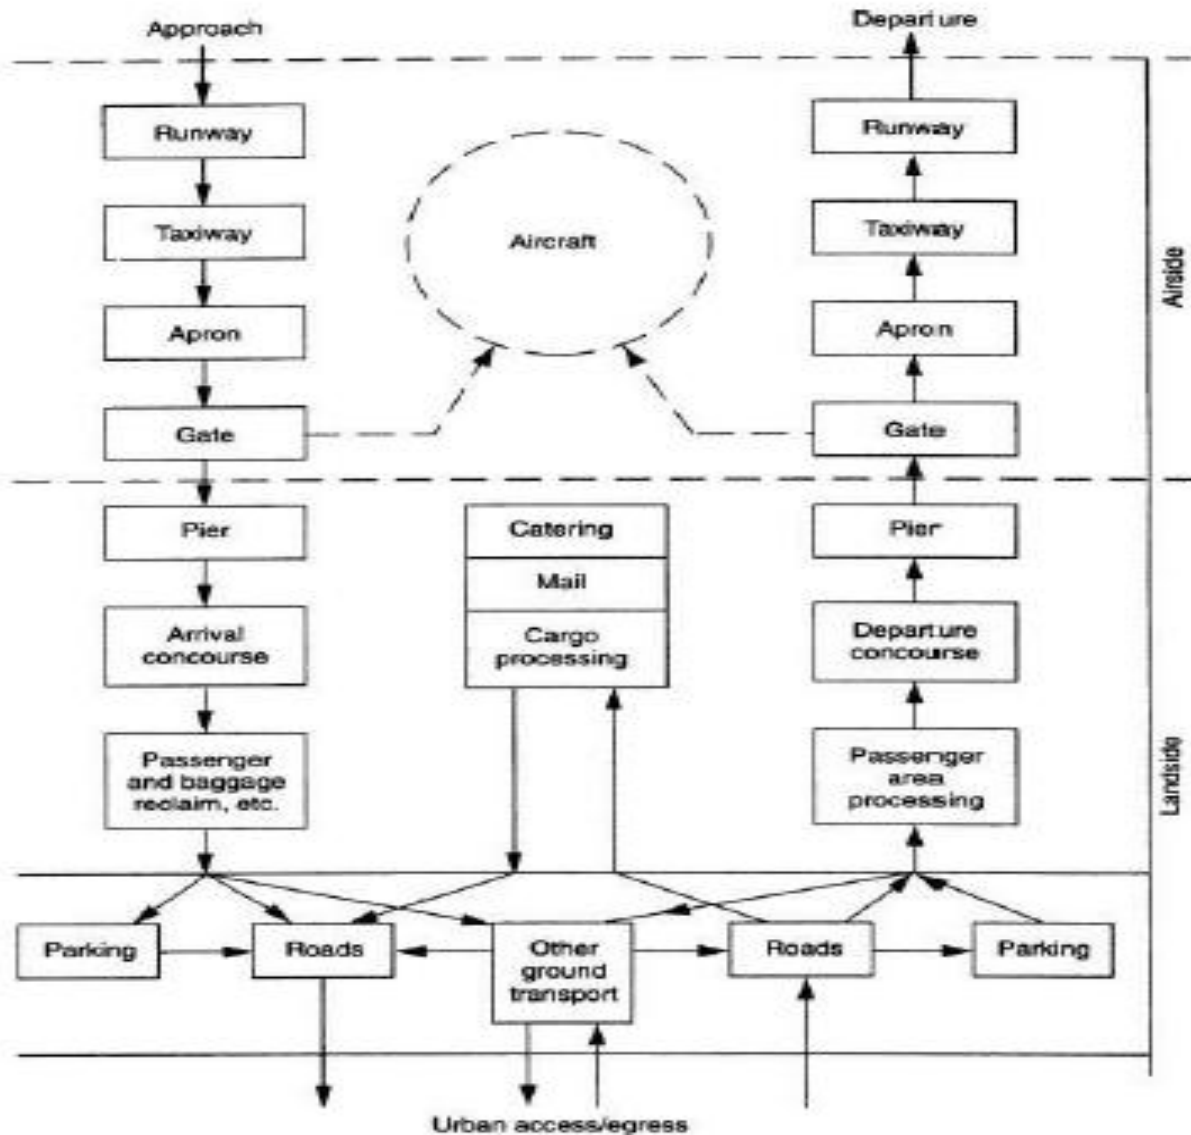 Approach
Departure
Runway
Runway
Taxiway
Aircraft
Taxiway
Airside
Apron
Apron
Gate
Gate
Pier
Catering
Pier
Mail
Arrival
concourse
Cargo
processing
Departure
concourse
Passenger
and baggage
reclaim, etc.
Passenger
area
processing
Landside
Parking
Roads
Other
ground
transport
Roads
Parking
Urban access/egress